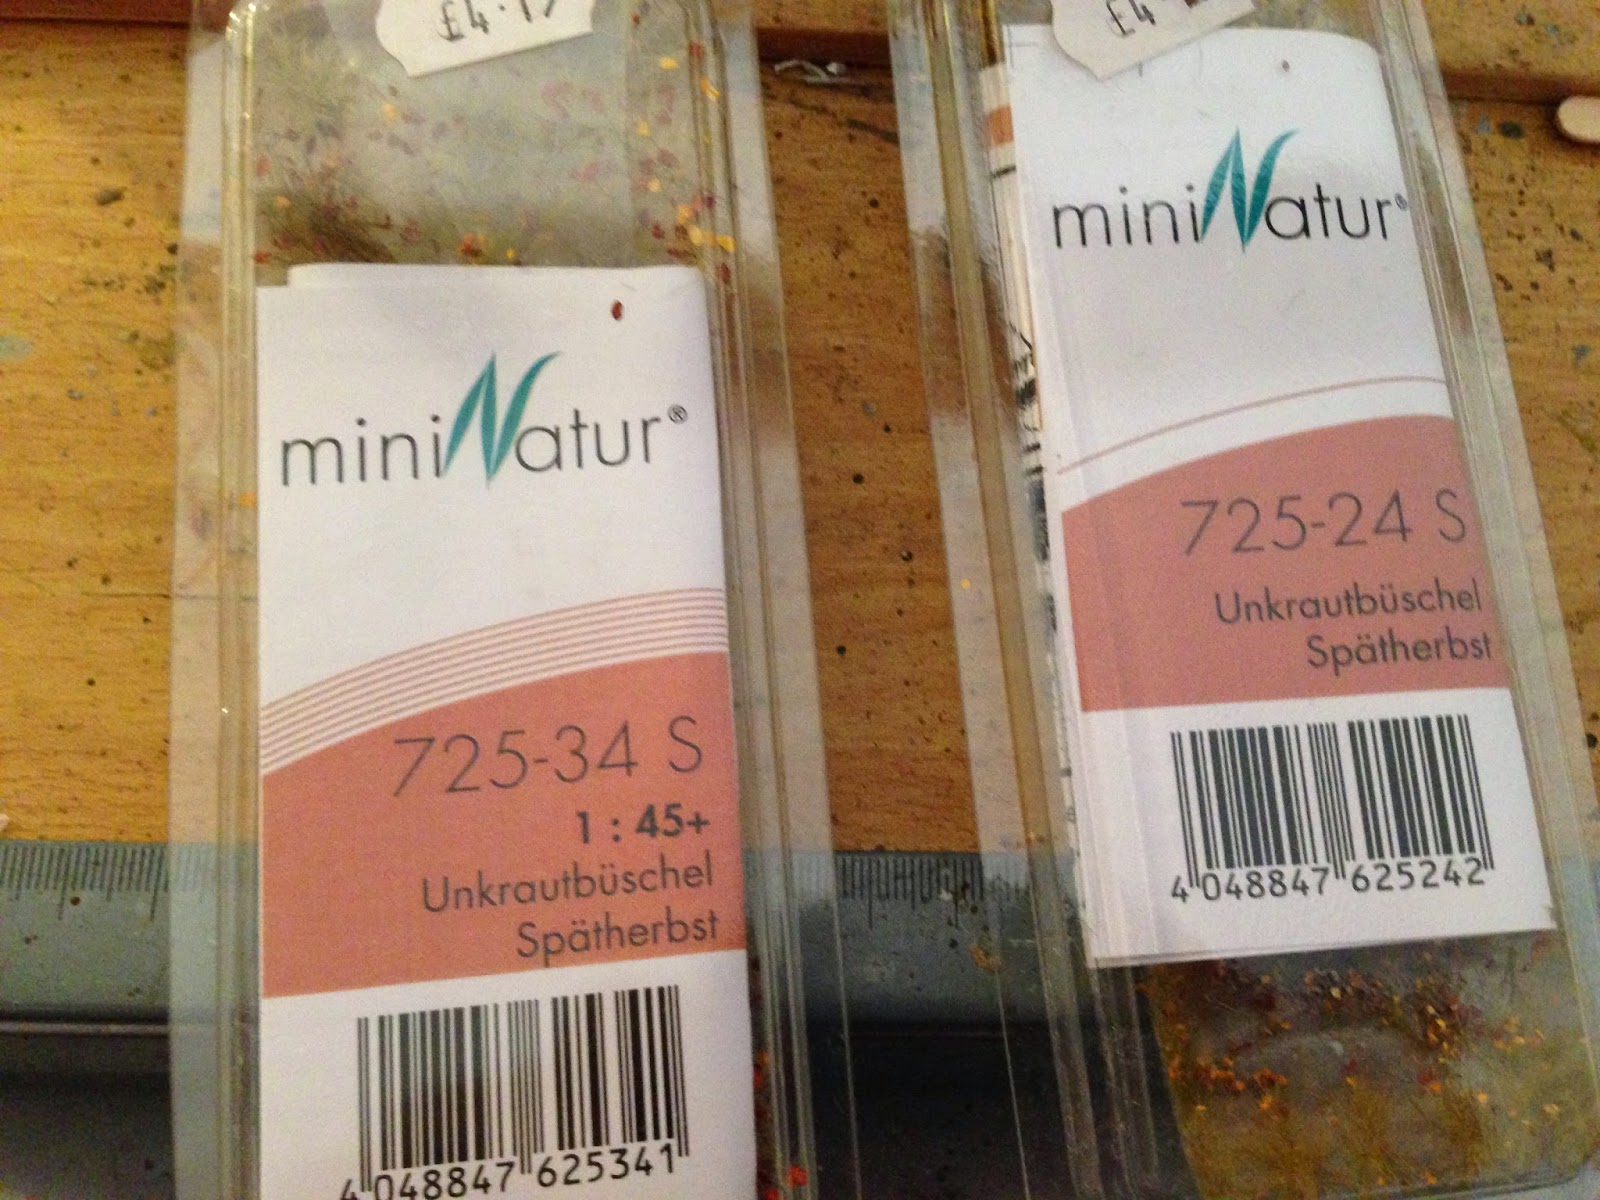 miniNatur®
725-34 S
1 : 45+
Unkrautbüschel
Spätherbst
4 048847 625341
miniNatur®
725-24 S
Unkrautbüschel
Spätherbst
4 048847 625242